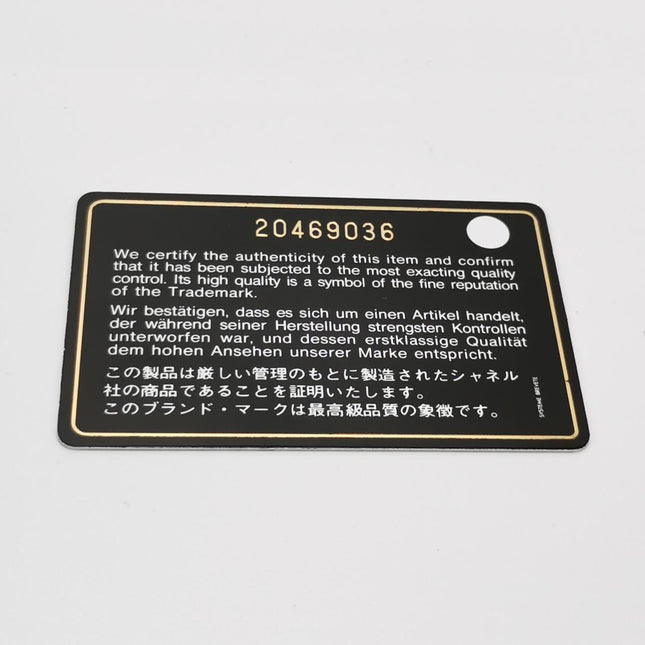 20469036
We certify the authenticity of this item and confirm
that it has been subjected to the most exacting quality
control. Its high quality is a symbol of the fine reputation
of the Trademark.
Wir bestätigen, dass es sich um einen Artikel handelt,
der während seiner Herstellung strengsten Kontrollen
unterworfen war, und dessen erstklassige Qualität
dem hohen Ansehen unserer Marke entspricht.
この製品は厳しい管理のもとに製造されたシャネル
社の商品であることを証明いたします。
このブランド・マークは最高級品質の象徴です。
SYSTEME BREVETE